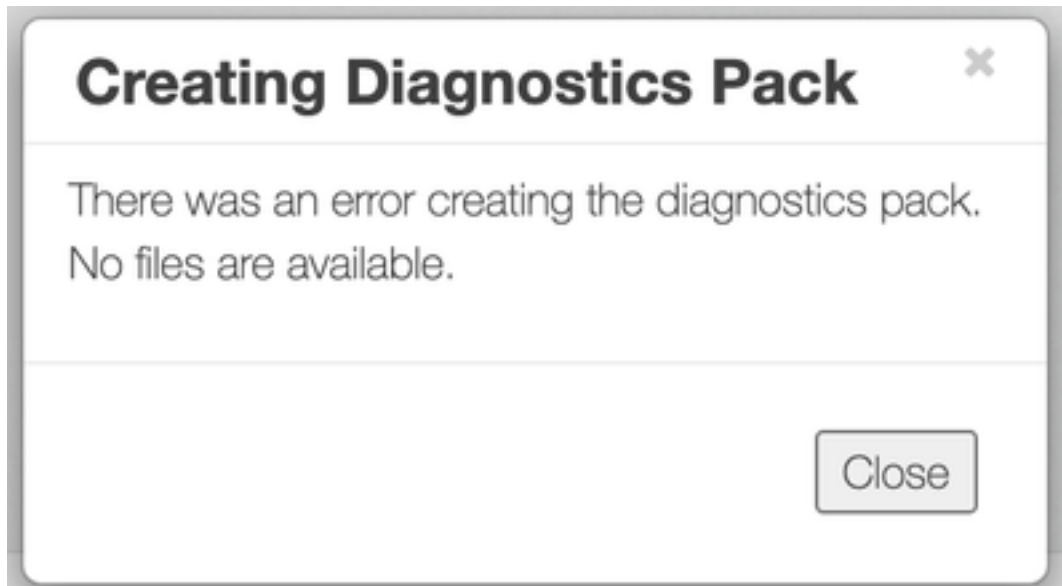 Creating Diagnostics Pack
There was an error creating the diagnostics pack.
No files are available.
Close